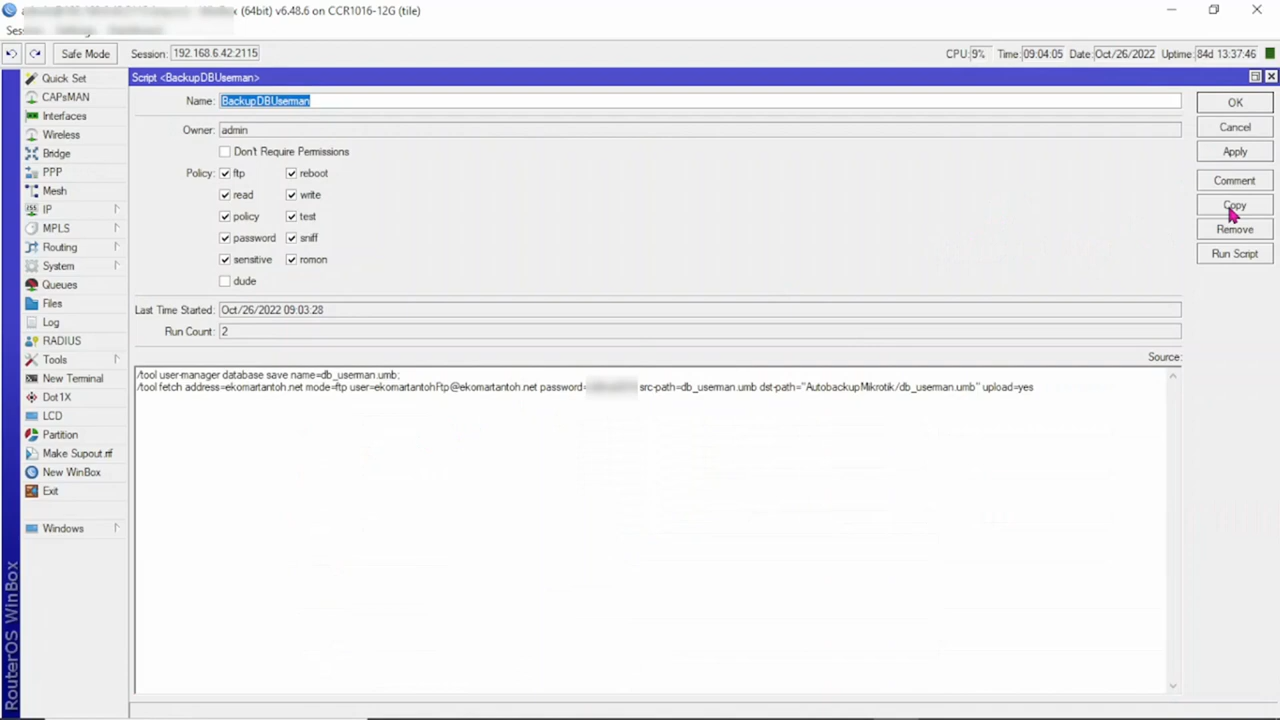 WinBox (64bit) v6.48.6 on CCR1016-12G (tile)
Safe Mode Session: 192.168.6.42:2115 CPU: 9% Time: 09:04:05 Date: Oct/26/2022 Uptime: 84d 13:37:46
Script <BackupDBUserman>
Quick Set
CAPsMAN
Interfaces
Wireless
Bridge
PPP
Mesh
IP
MPLS
Routing
System
Queues
Files
Log
RADIUS
Tools
New Terminal
Dot1X
LCD
Partition
Make Supout.rif
New WinBox
Exit
Windows
RouterOS WinBox
Name: BackupDBUserman
Owner: admin
Don't Require Permissions
Policy: ftp reboot
read write
policy test
password sniff
sensitive romon
dude
Last Time Started: Oct/26/2022 09:03:28
Run Count: 2
Source:
/tool user-manager database save name=db_userman.umb;
/tool fetch address=ekomartantoh.net mode=ftp user=ekomartantohFtp@ekomartantoh.net password= src-path=db_userman.umb dst-path="AutobackupMikrotik/db_userman.umb" upload=yes
OK
Cancel
Apply
Comment
Copy
Remove
Run Script